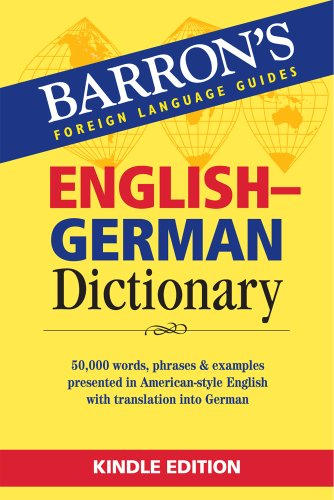 BARRON'S
FOREIGN LANGUAGE GUIDES
ENGLISH–
GERMAN
Dictionary
50,000 words, phrases & examples
presented in American-style English
with translation into German
KINDLE EDITION